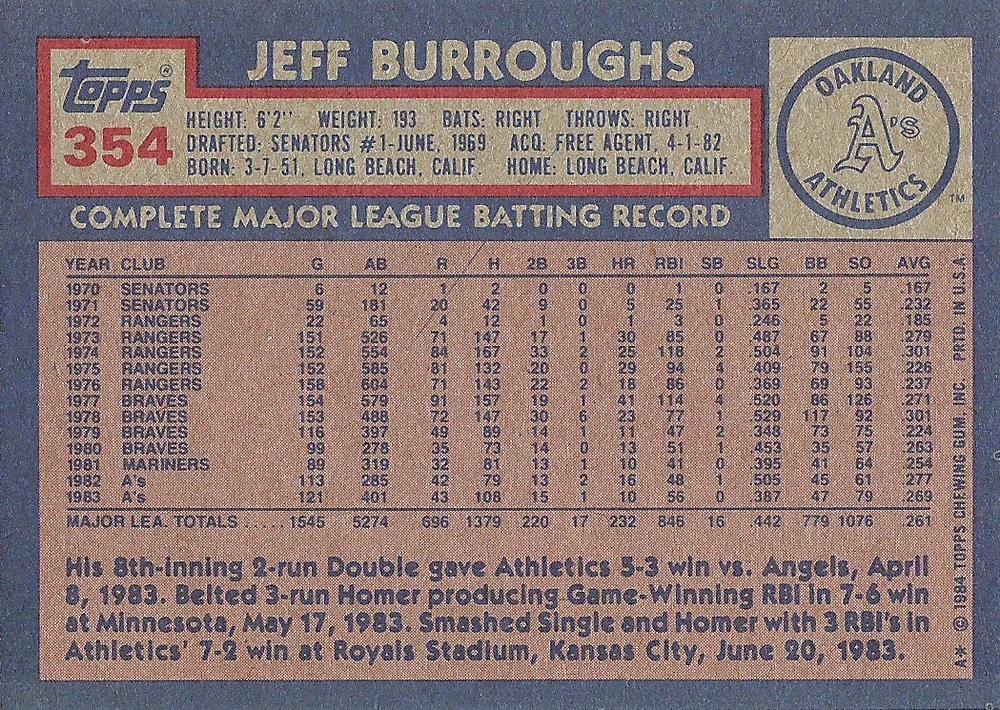 JEFF BURROUGHS
topps®
354
HEIGHT: 6'2" WEIGHT: 193 BATS: RIGHT THROWS: RIGHT
DRAFTED: SENATORS #1-JUNE, 1969 ACQ: FREE AGENT, 4-1-82
BORN: 3-7-51, LONG BEACH, CALIF. HOME: LONG BEACH, CALIF.
OAKLAND
A's
ATHLETICS
TM
COMPLETE MAJOR LEAGUE BATTING RECORD
YEAR CLUB G AB R H 2B 3B HR RBI SB SLG BB SO AVG
1970 SENATORS 6 12 1 2 0 0 0 1 0 .167 2 5 .167
1971 SENATORS 59 181 20 42 9 0 5 25 1 .365 22 55 .232
1972 RANGERS 22 65 4 12 1 0 1 3 0 .246 5 22 .185
1973 RANGERS 151 526 71 147 17 1 30 85 0 .487 67 88 .279
1974 RANGERS 152 554 84 167 33 2 25 118 2 .504 91 104 .301
1975 RANGERS 152 585 81 132 20 0 29 94 4 .409 79 155 .226
1976 RANGERS 158 604 71 143 22 2 18 86 0 .369 69 93 .237
1977 BRAVES 154 579 91 157 19 1 41 114 4 .520 86 126 .271
1978 BRAVES 153 488 72 147 30 6 23 77 1 .529 117 92 .301
1979 BRAVES 116 397 49 89 14 1 11 47 2 .348 73 75 .224
1980 BRAVES 99 278 35 73 14 0 13 51 1 .453 35 57 .263
1981 MARINERS 89 319 32 81 13 1 10 41 0 .395 41 64 .254
1982 A's 113 285 42 79 13 2 16 48 1 .505 45 61 .277
1983 A's 121 401 43 108 15 1 10 56 0 .387 47 79 .269
MAJOR LEA. TOTALS ..... 1545 5274 696 1379 220 17 232 846 16 .442 779 1076 .261
His 8th-inning 2-run Double gave Athletics 5-3 win vs. Angels, April
8, 1983. Belted 3-run Homer producing Game-Winning RBI in 7-6 win
at Minnesota, May 17, 1983. Smashed Single and Homer with 3 RBI's in
Athletics' 7-2 win at Royals Stadium, Kansas City, June 20, 1983.
A* © 1984 TOPPS CHEWING GUM, INC. PRTD. IN U.S.A.